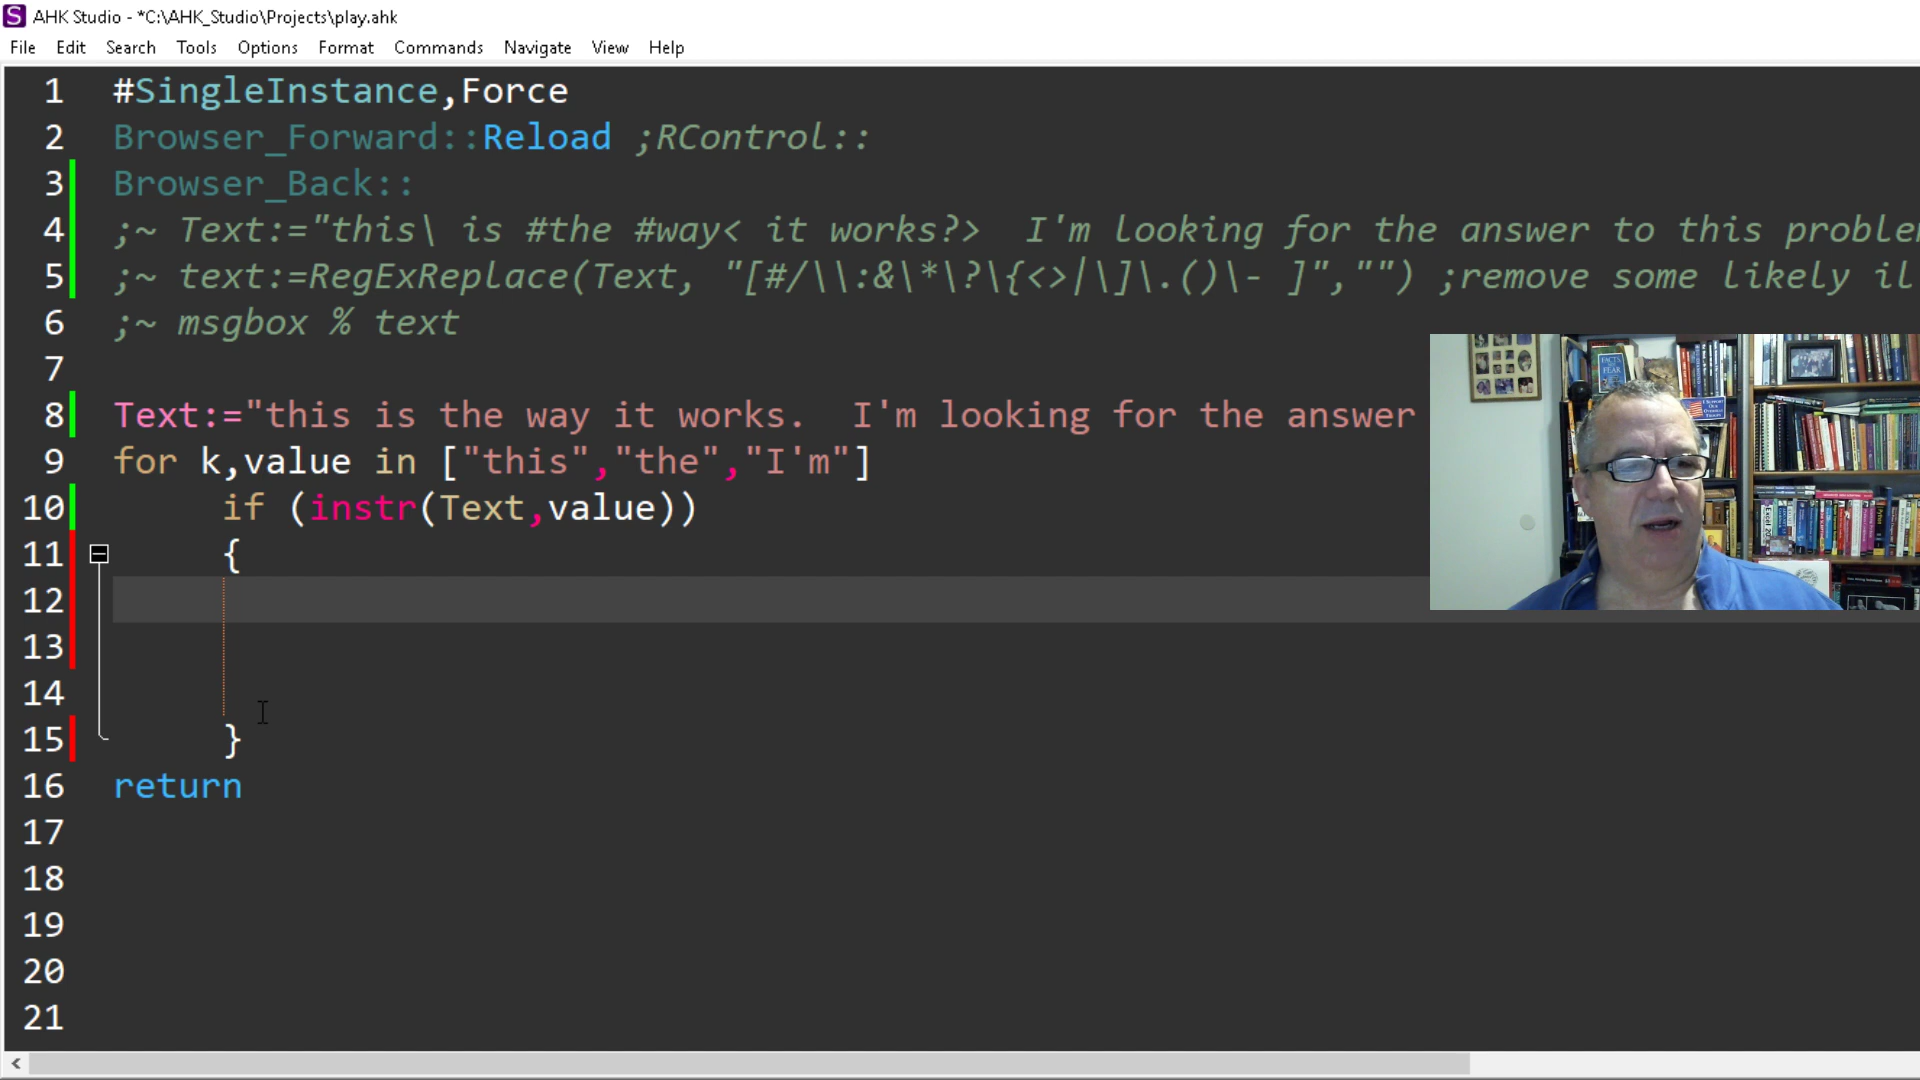 AHK Studio - *C:\AHK_Studio\Projects\play.ahk
File Edit Search Tools Options Format Commands Navigate View Help
1 #SingleInstance,Force
2 Browser_Forward::Reload ;RControl::
3 Browser_Back::
4 ;~ Text:="this\ is #the #way< it works?>  I'm looking for the answer to this proble
5 ;~ text:=RegExReplace(Text, "[#/\\:&\*\?\{<>|\]\.()\- ]","") ;remove some likely il
6 ;~ msgbox % text
7
8 Text:="this is the way it works.  I'm looking for the answer
9 for k,value in ["this","the","I'm"]
10 if (instr(Text,value))
11 {
12
13
14
15 }
16 return
17
18
19
20
21